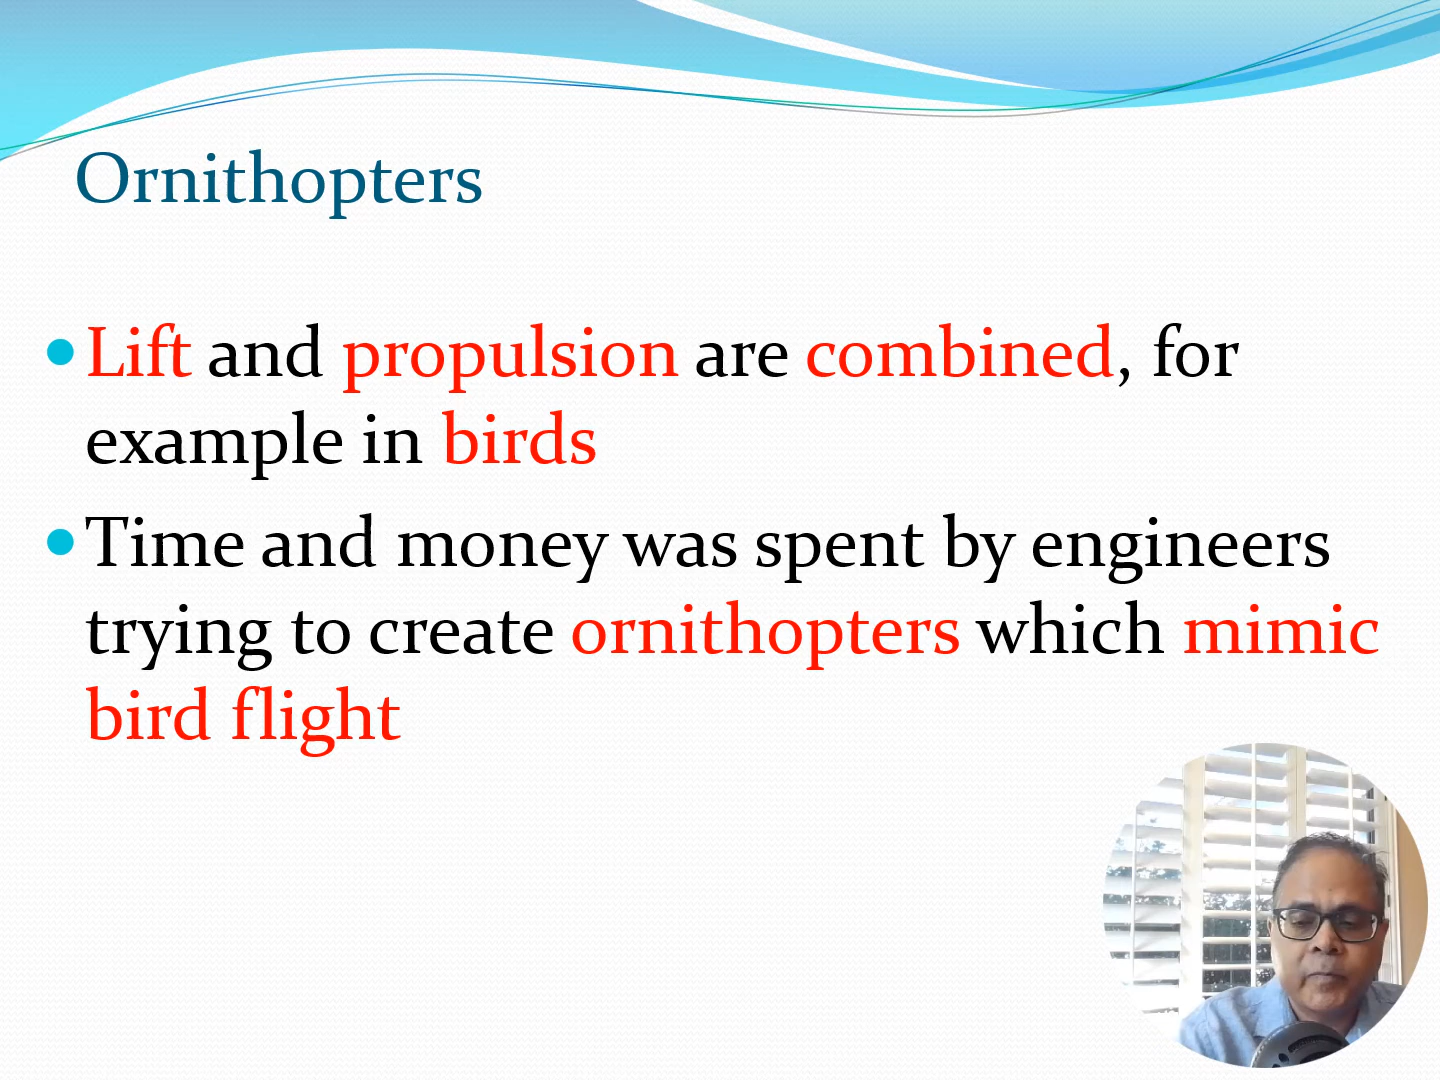 Ornithopters
•Lift and propulsion are combined, for
example in birds
•Time and money was spent by engineers
trying to create ornithopters which mimic
bird flight